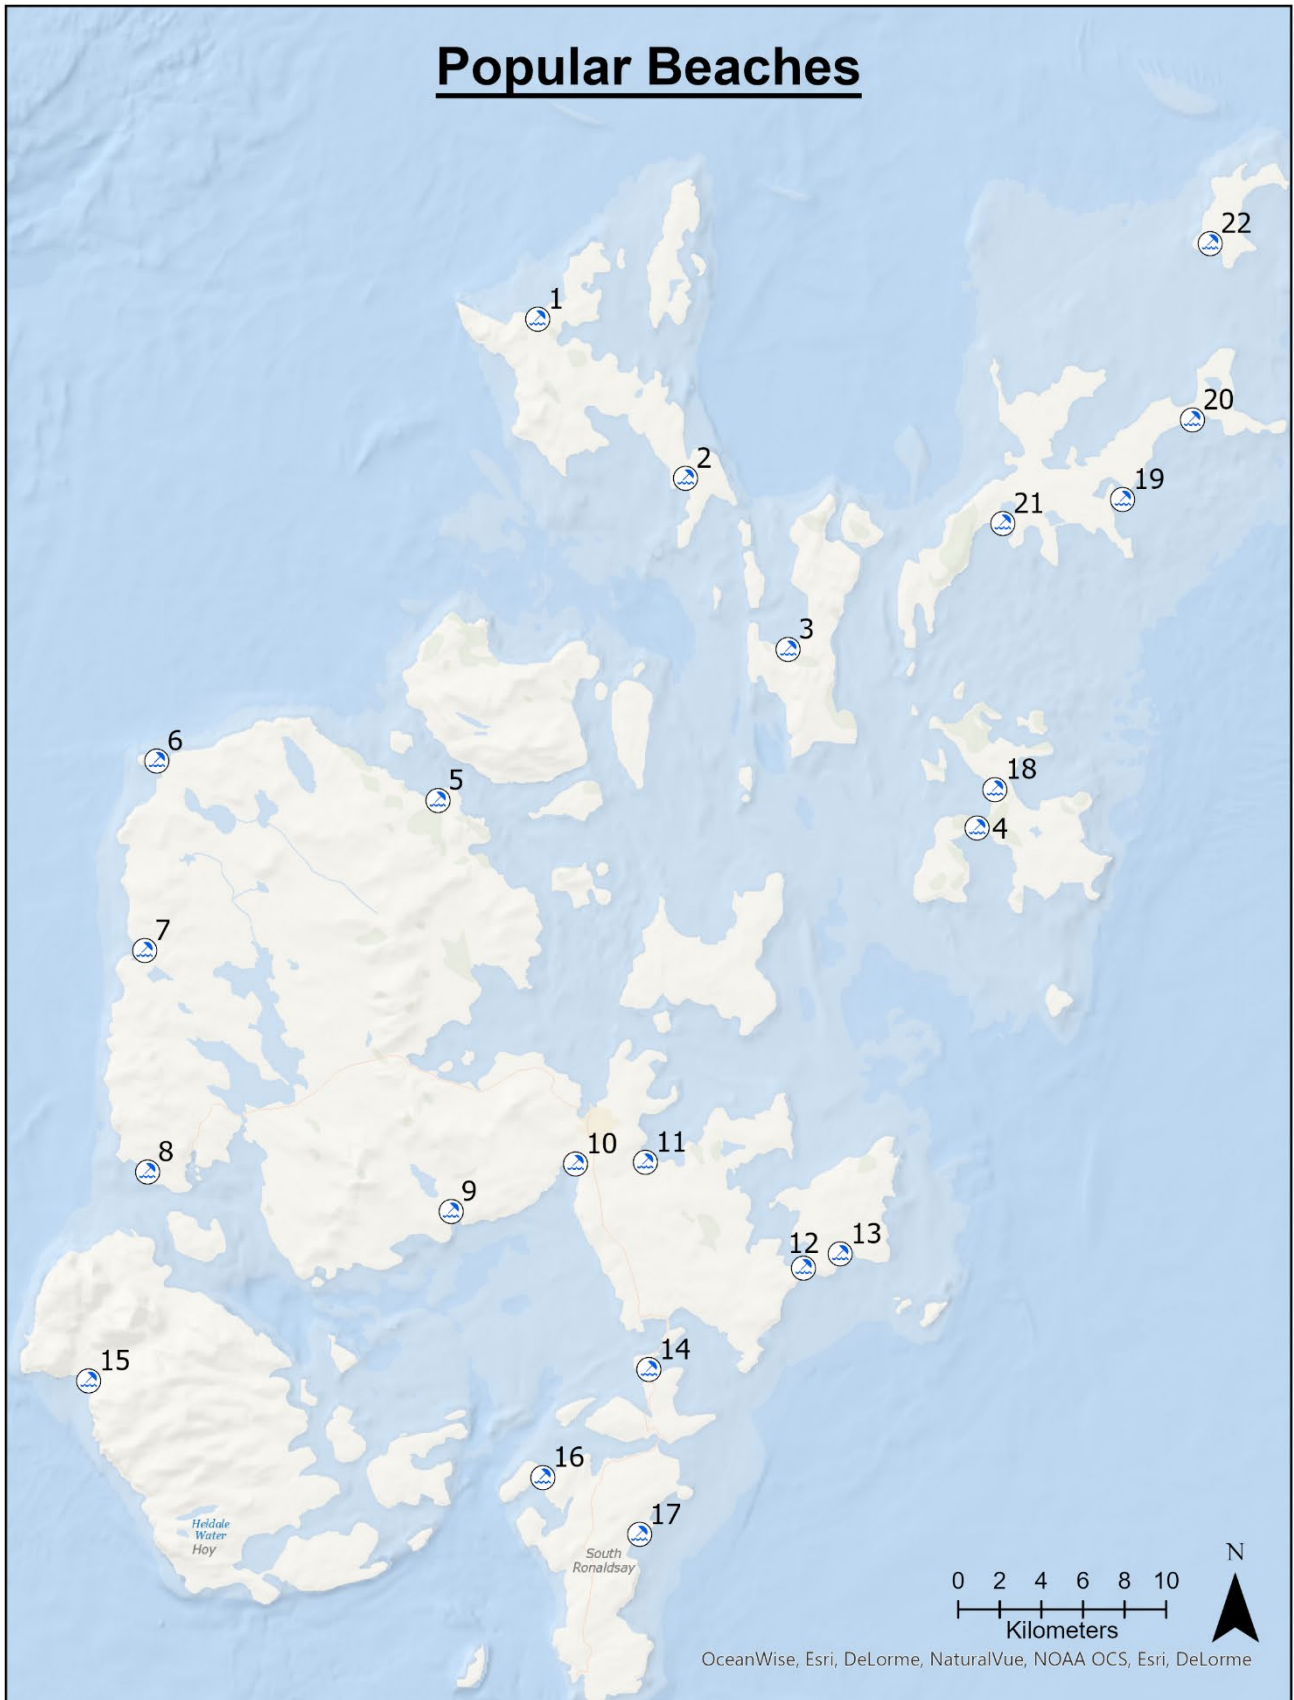 Popular Beaches
22
1
20
2
19
21
3
6
18
5
4
7
8
10
11
9
12
13
15
14
16
17
Heldale
Water
Hoy
South
Ronaldsay
N
0 2 4 6 8 10
Kilometers
OceanWise, Esri, DeLorme, NaturalVue, NOAA OCS, Esri, DeLorme